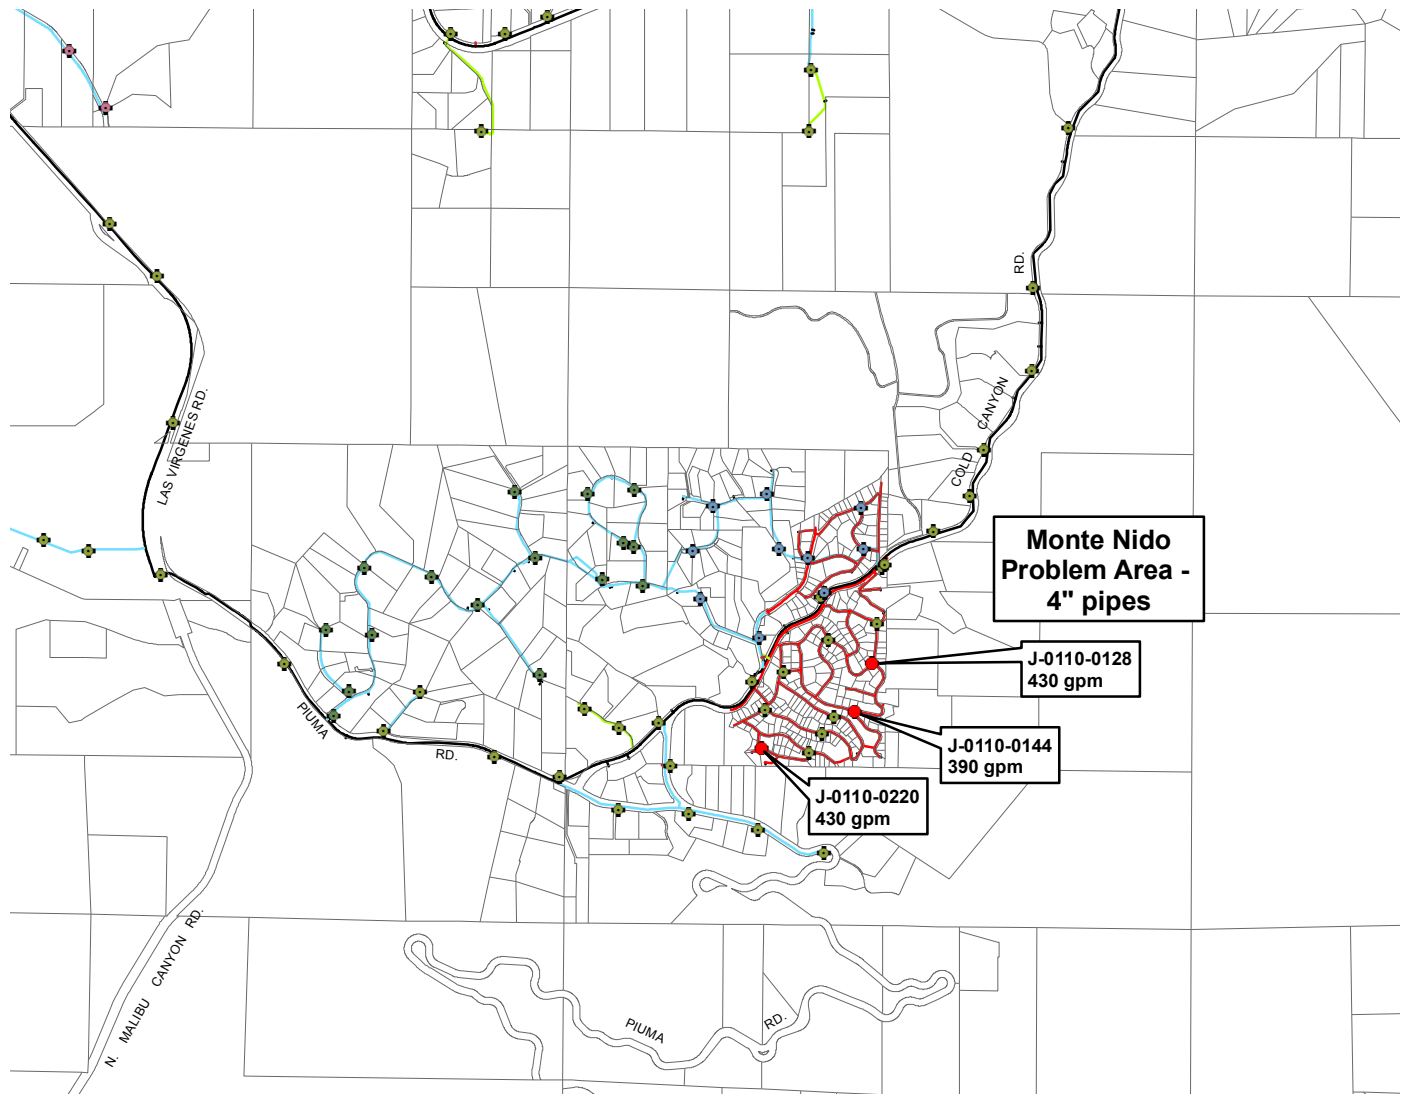 RD.
CANYON
COLD
LAS VIRGENES RD.
Monte Nido
Problem Area -
4" pipes
J-0110-0128
430 gpm
J-0110-0144
390 gpm
J-0110-0220
430 gpm
PIUMA
RD.
N. MALIBU CANYON RD.
PIUMA
RD.